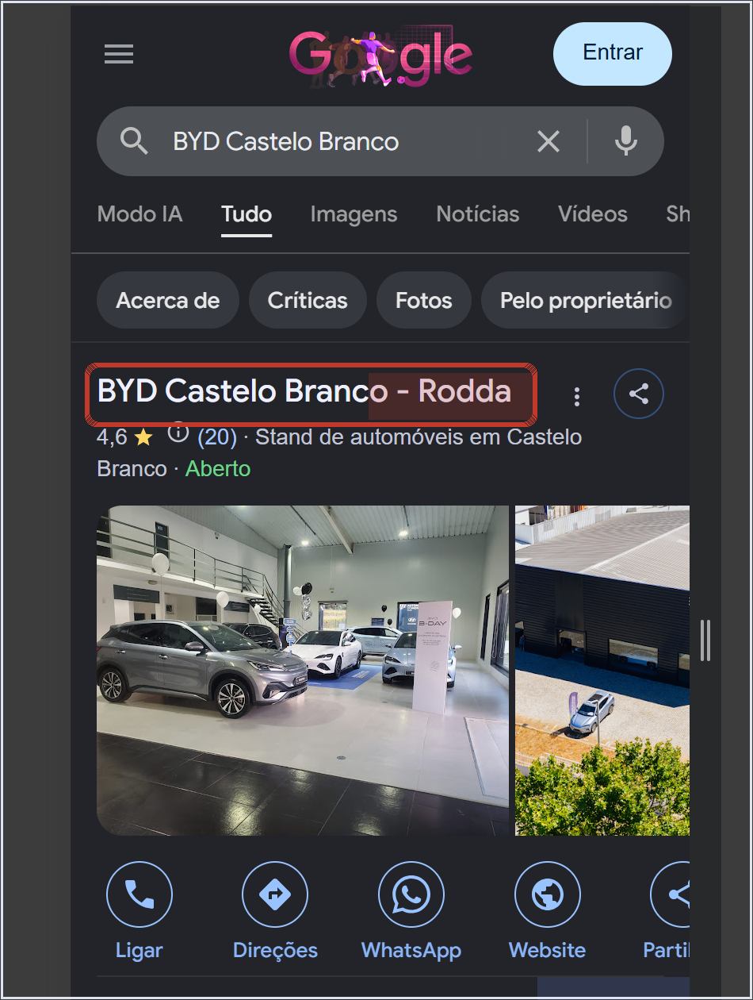 Google
Entrar
BYD Castelo Branco
Modo IA Tudo Imagens Notícias Vídeos Sh
Acerca de Críticas Fotos Pelo proprietário
BYD Castelo Branco - Rodda
4,6 (20) · Stand de automóveis em Castelo
Branco · Aberto
B-DAY
Ligar Direções WhatsApp Website Partil